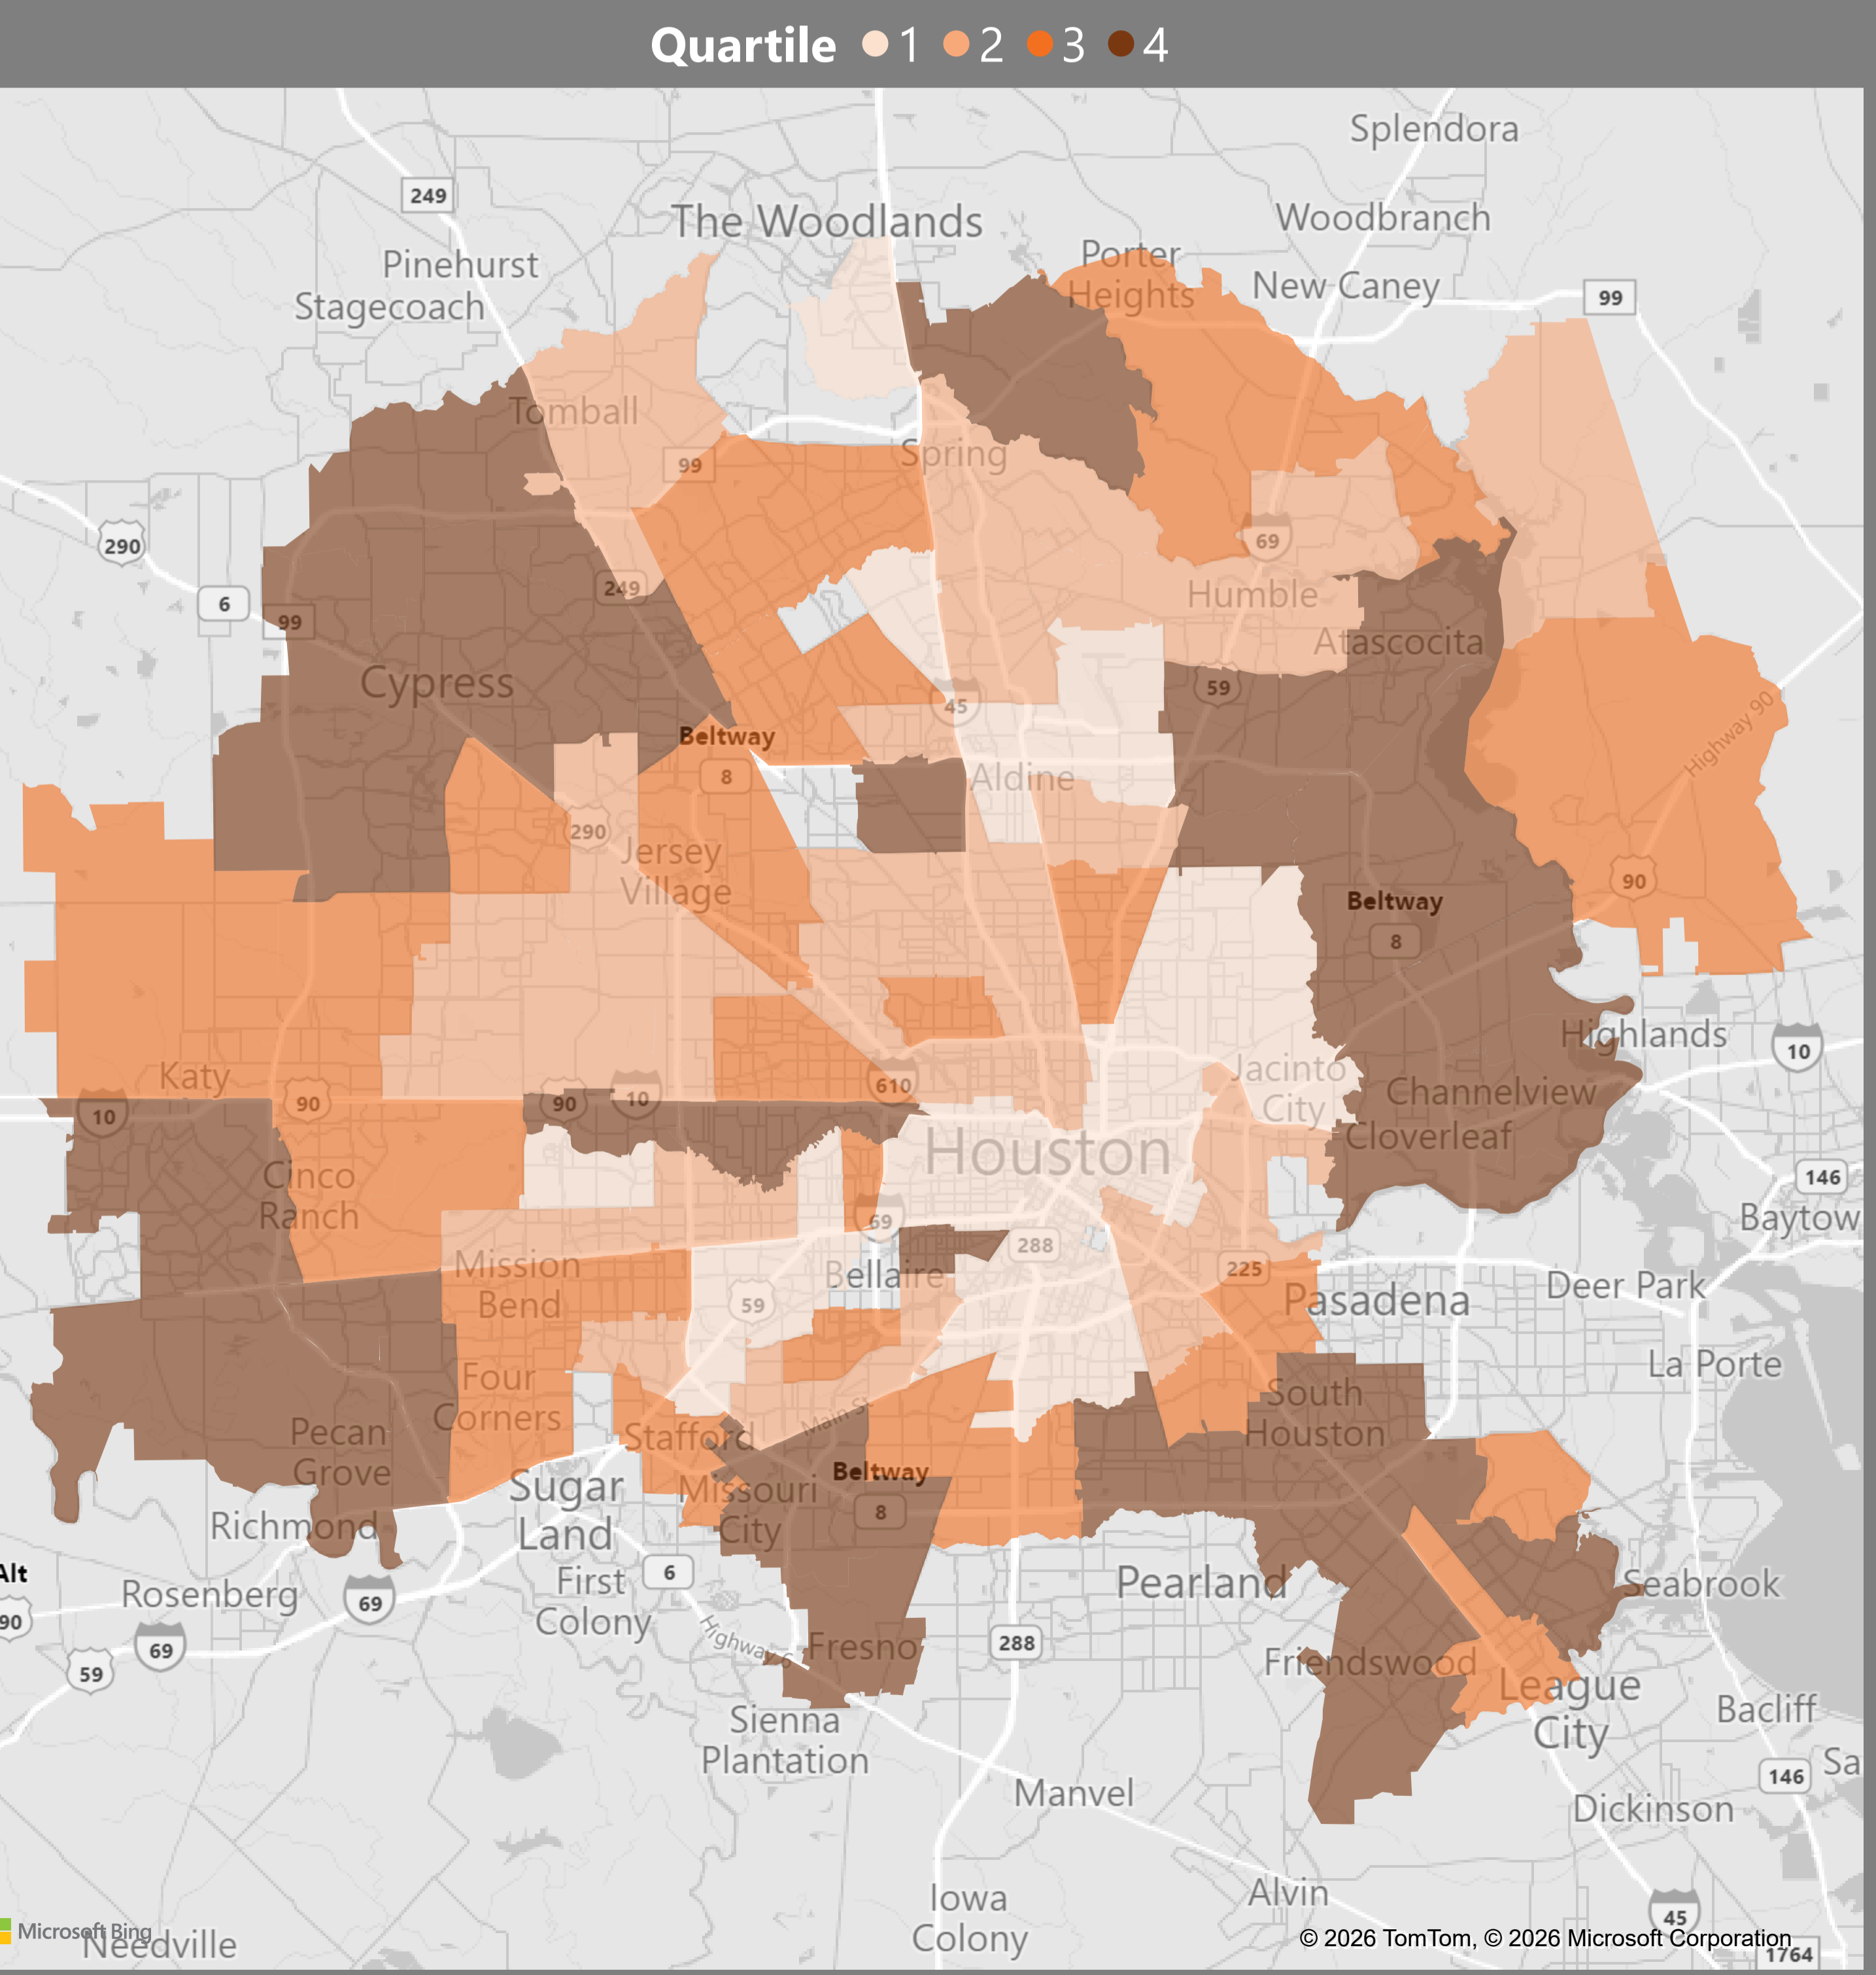 Quartile 1 2 3 4
Splendora
249
The Woodlands
Woodbranch
Porter
Heights
Pinehurst
New Caney
99
Stagecoach
Tomball
Spring
99
290
69
249
Humble
6
99
Atascocita
Cypress
59
45
Highway 90
Beltway
8
Aldine
290
Jersey
Village
90
Beltway
8
Highlands
10
Katy
Jacinto
City
610
Channelview
10
90
90
10
Cloverleaf
Houston
Cinco
Ranch
146
Baytow
69
288
Mission
Bend
Bellaire
225
Deer Park
59
Pasadena
La Porte
Four
Corners
South
Houston
Main St
Pecan
Grove
Stafford
Beltway
8
Sugar
Land
Missouri
City
Richmond
Alt
90
6
First
Colony
Pearland
Seabrook
Rosenberg
69
Highway 6
Fresno
288
69
59
Friendswood
League
City
Bacliff
Sienna
Plantation
146
Sa
Manvel
Dickinson
Alvin
Iowa
Colony
45
Microsoft Bing
Needville
© 2026 TomTom, © 2026 Microsoft Corporation
1764